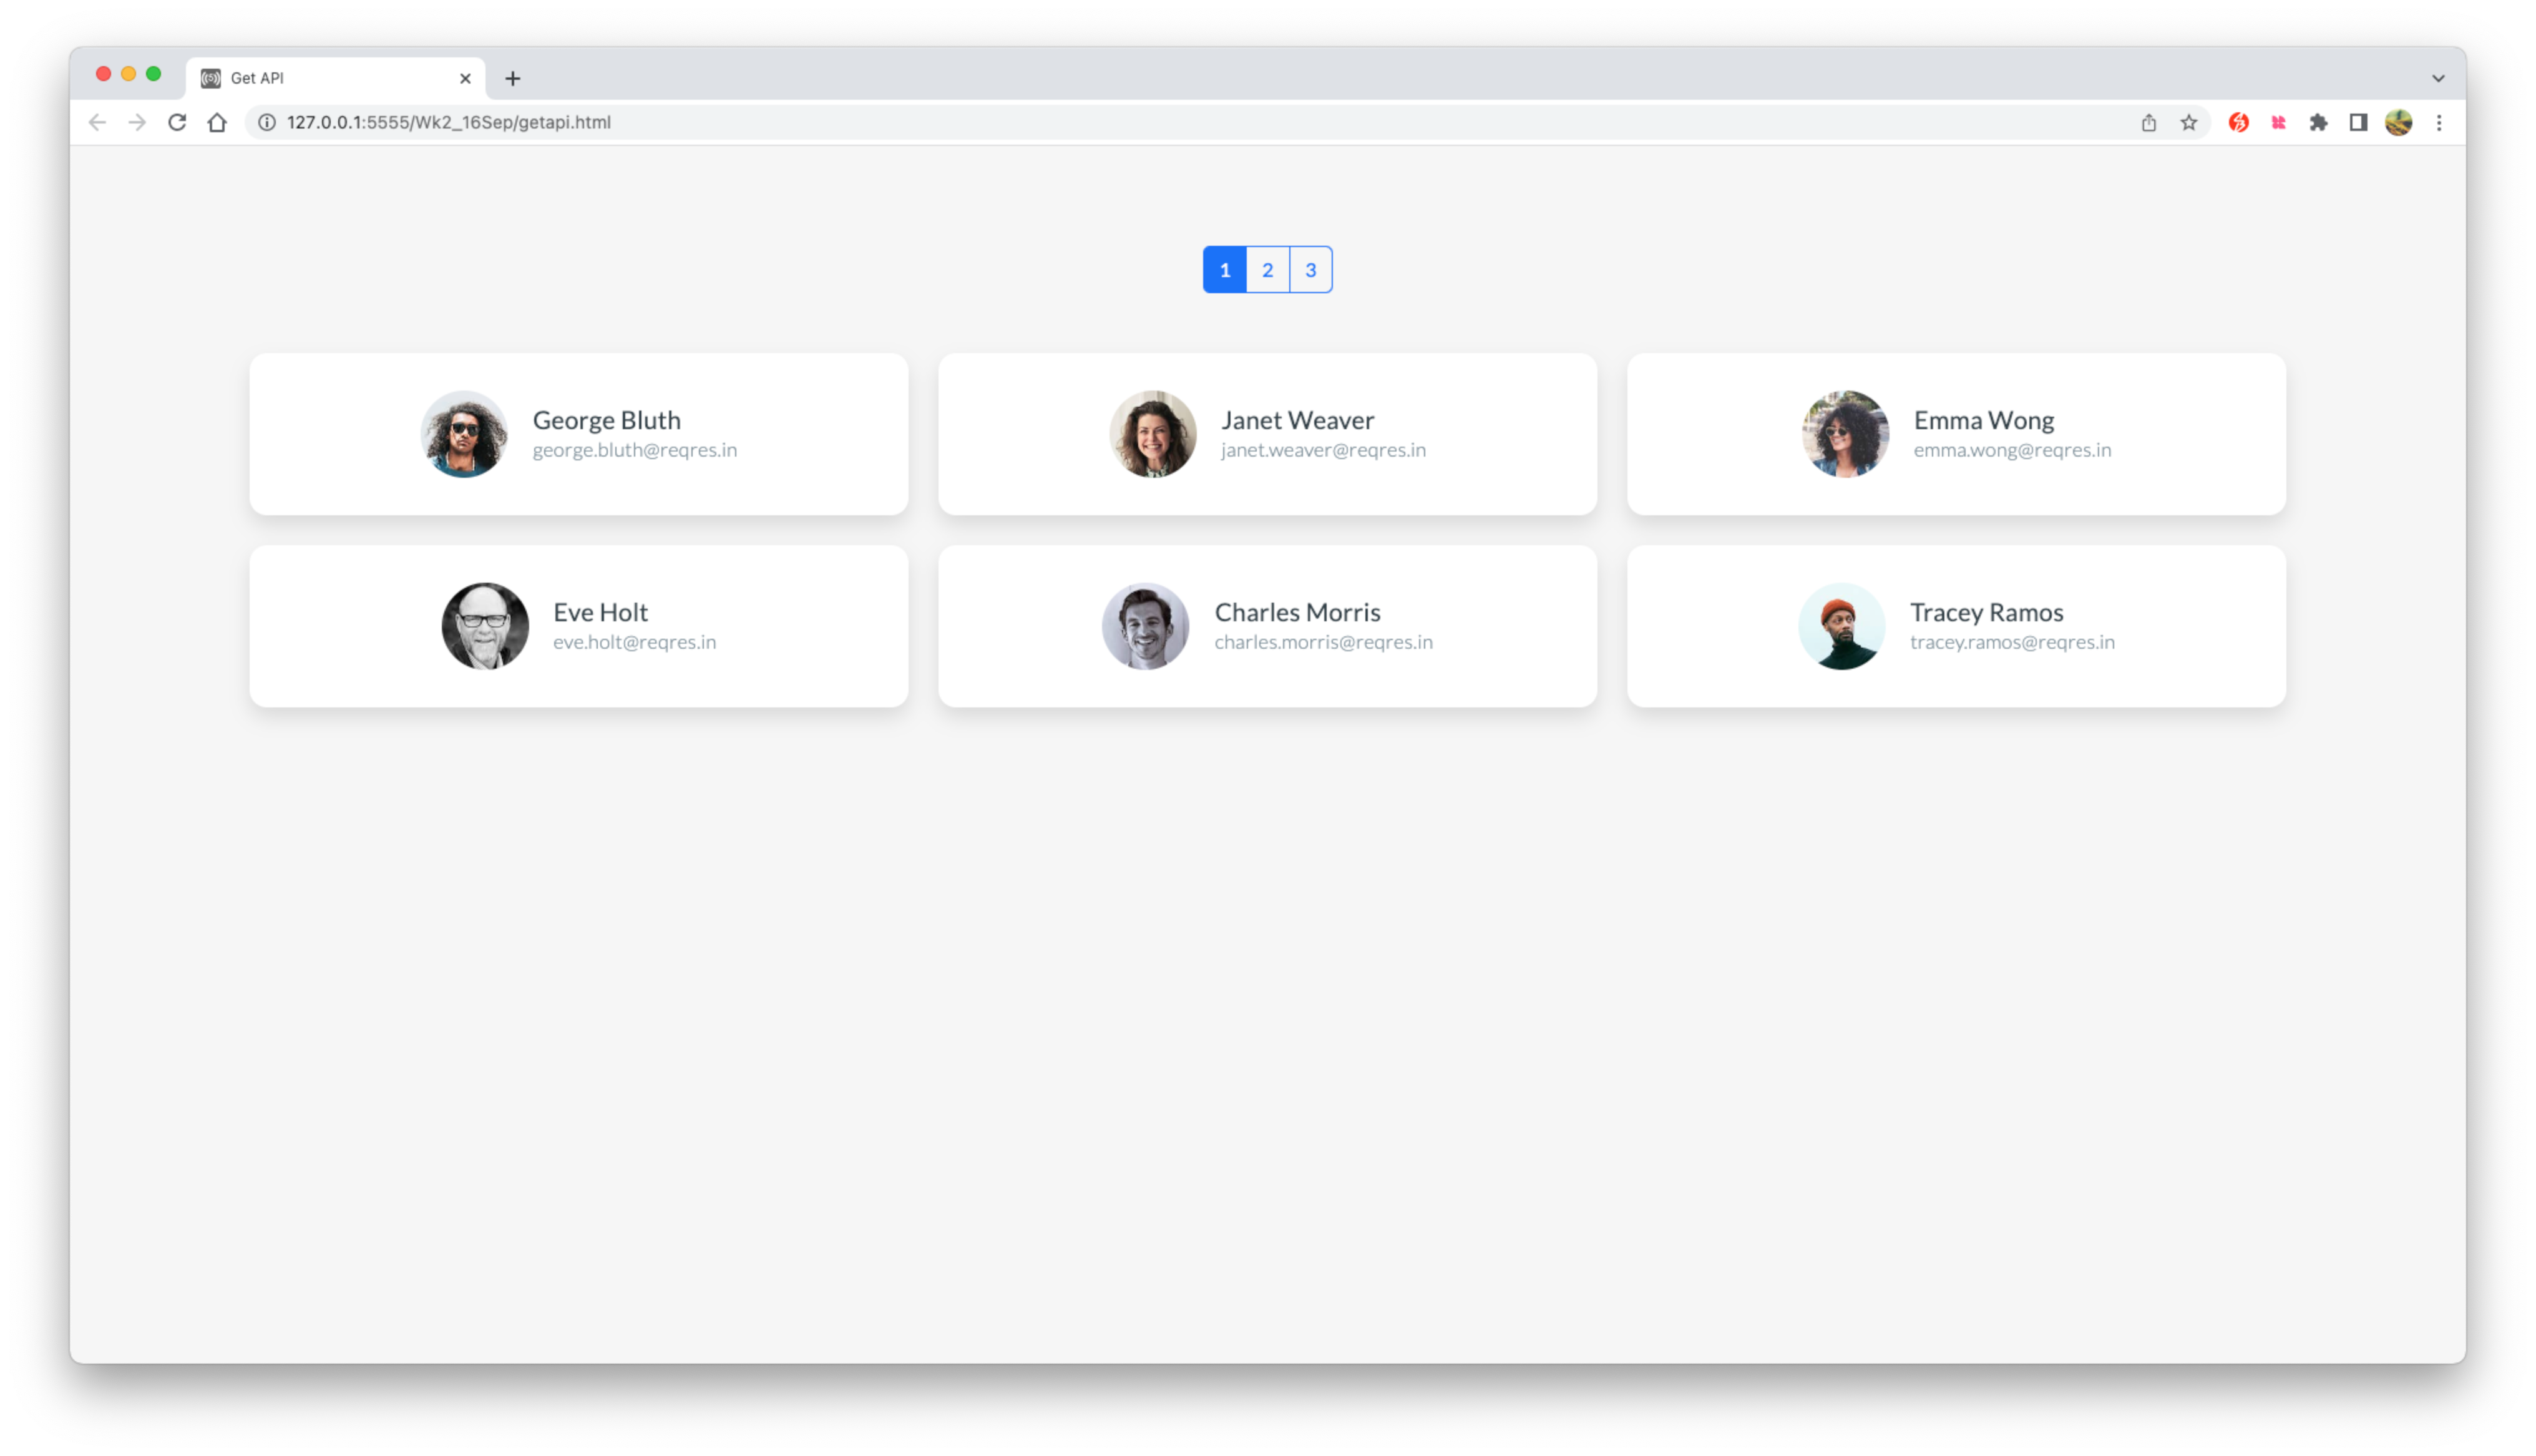 Get API
127.0.0.1:5555/Wk2_16Sep/getapi.html
1 2 3
George Bluth
george.bluth@reqres.in
Janet Weaver
janet.weaver@reqres.in
Emma Wong
emma.wong@reqres.in
Eve Holt
eve.holt@reqres.in
Charles Morris
charles.morris@reqres.in
Tracey Ramos
tracey.ramos@reqres.in